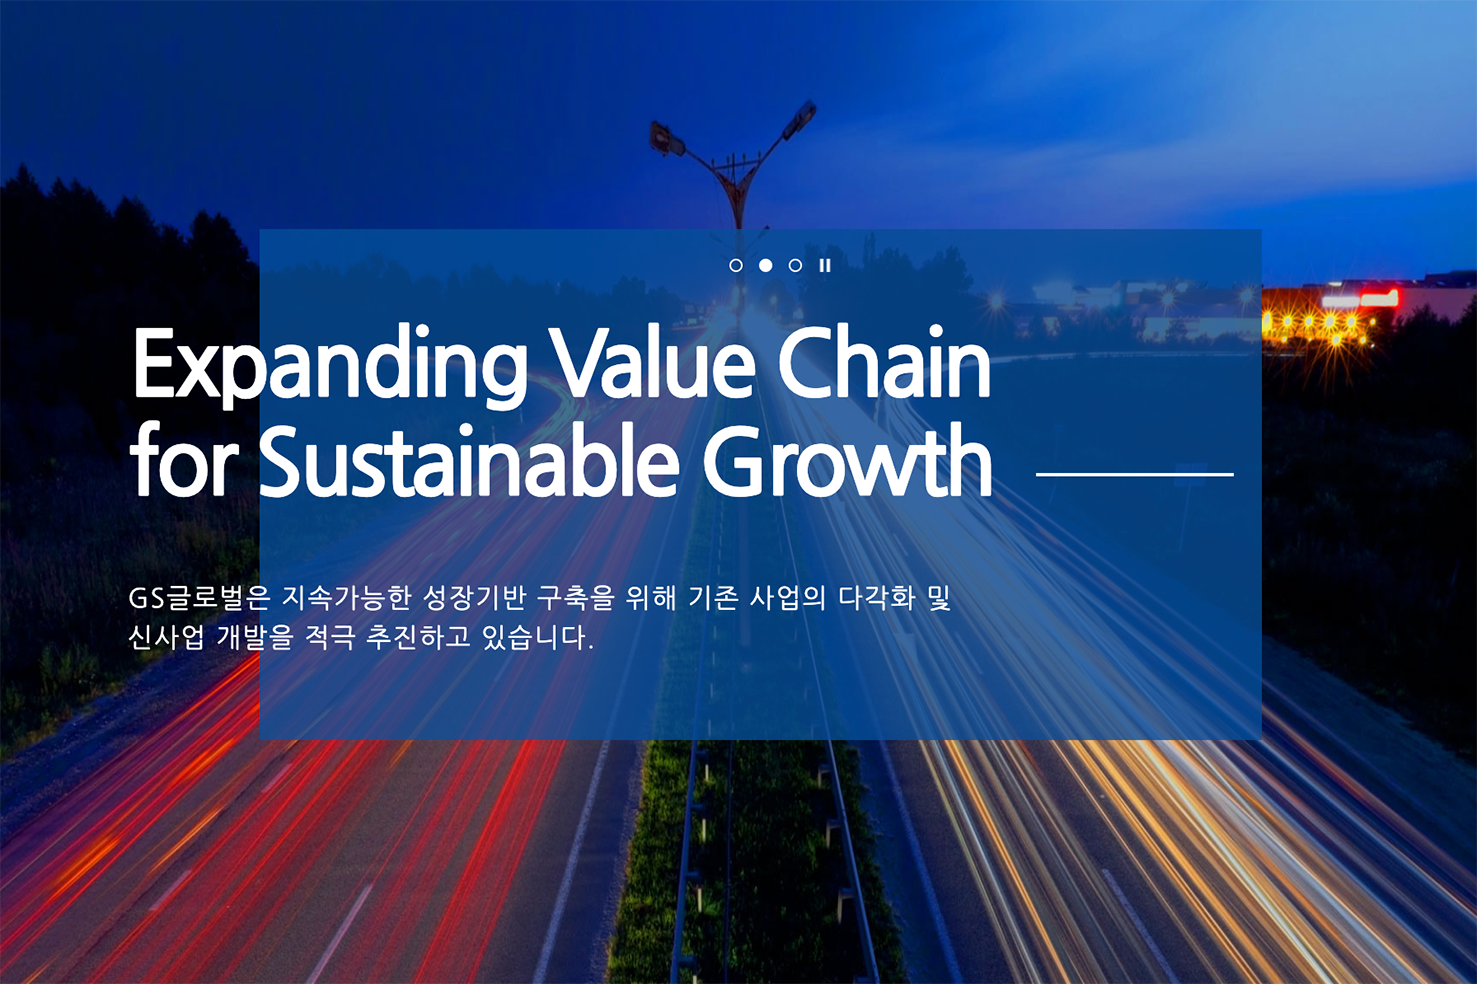 Expanding Value Chain
for Sustainable Growth
GS글로벌은 지속가능한 성장기반 구축을 위해 기존 사업의 다각화 및
신사업 개발을 적극 추진하고 있습니다.